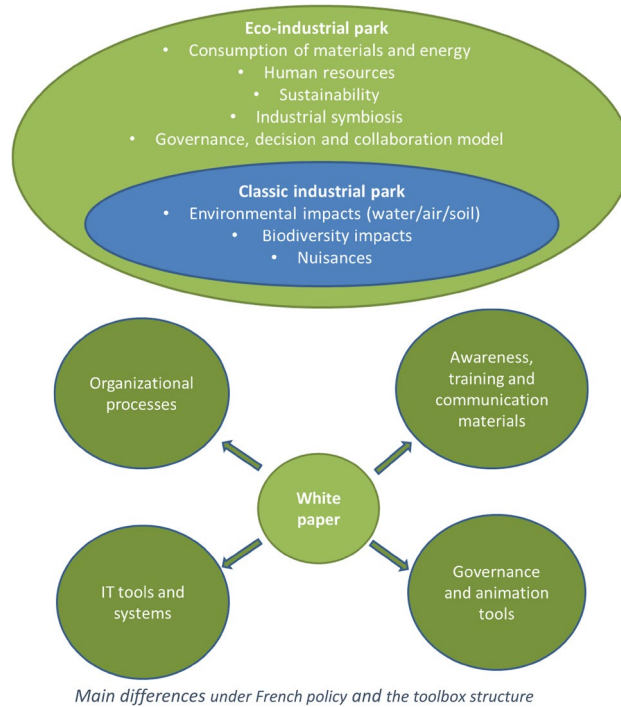 Eco-industrial park
• Consumption of materials and energy
• Human resources
• Sustainability
• Industrial symbiosis
• Governance, decision and collaboration model
Classic industrial park
• Environmental impacts (water/air/soil)
• Biodiversity impacts
• Nuisances
Organizational
processes
Awareness,
training and
communication
materials
White
paper
IT tools and
systems
Governance
and animation
tools
Main differences under French policy and the toolbox structure